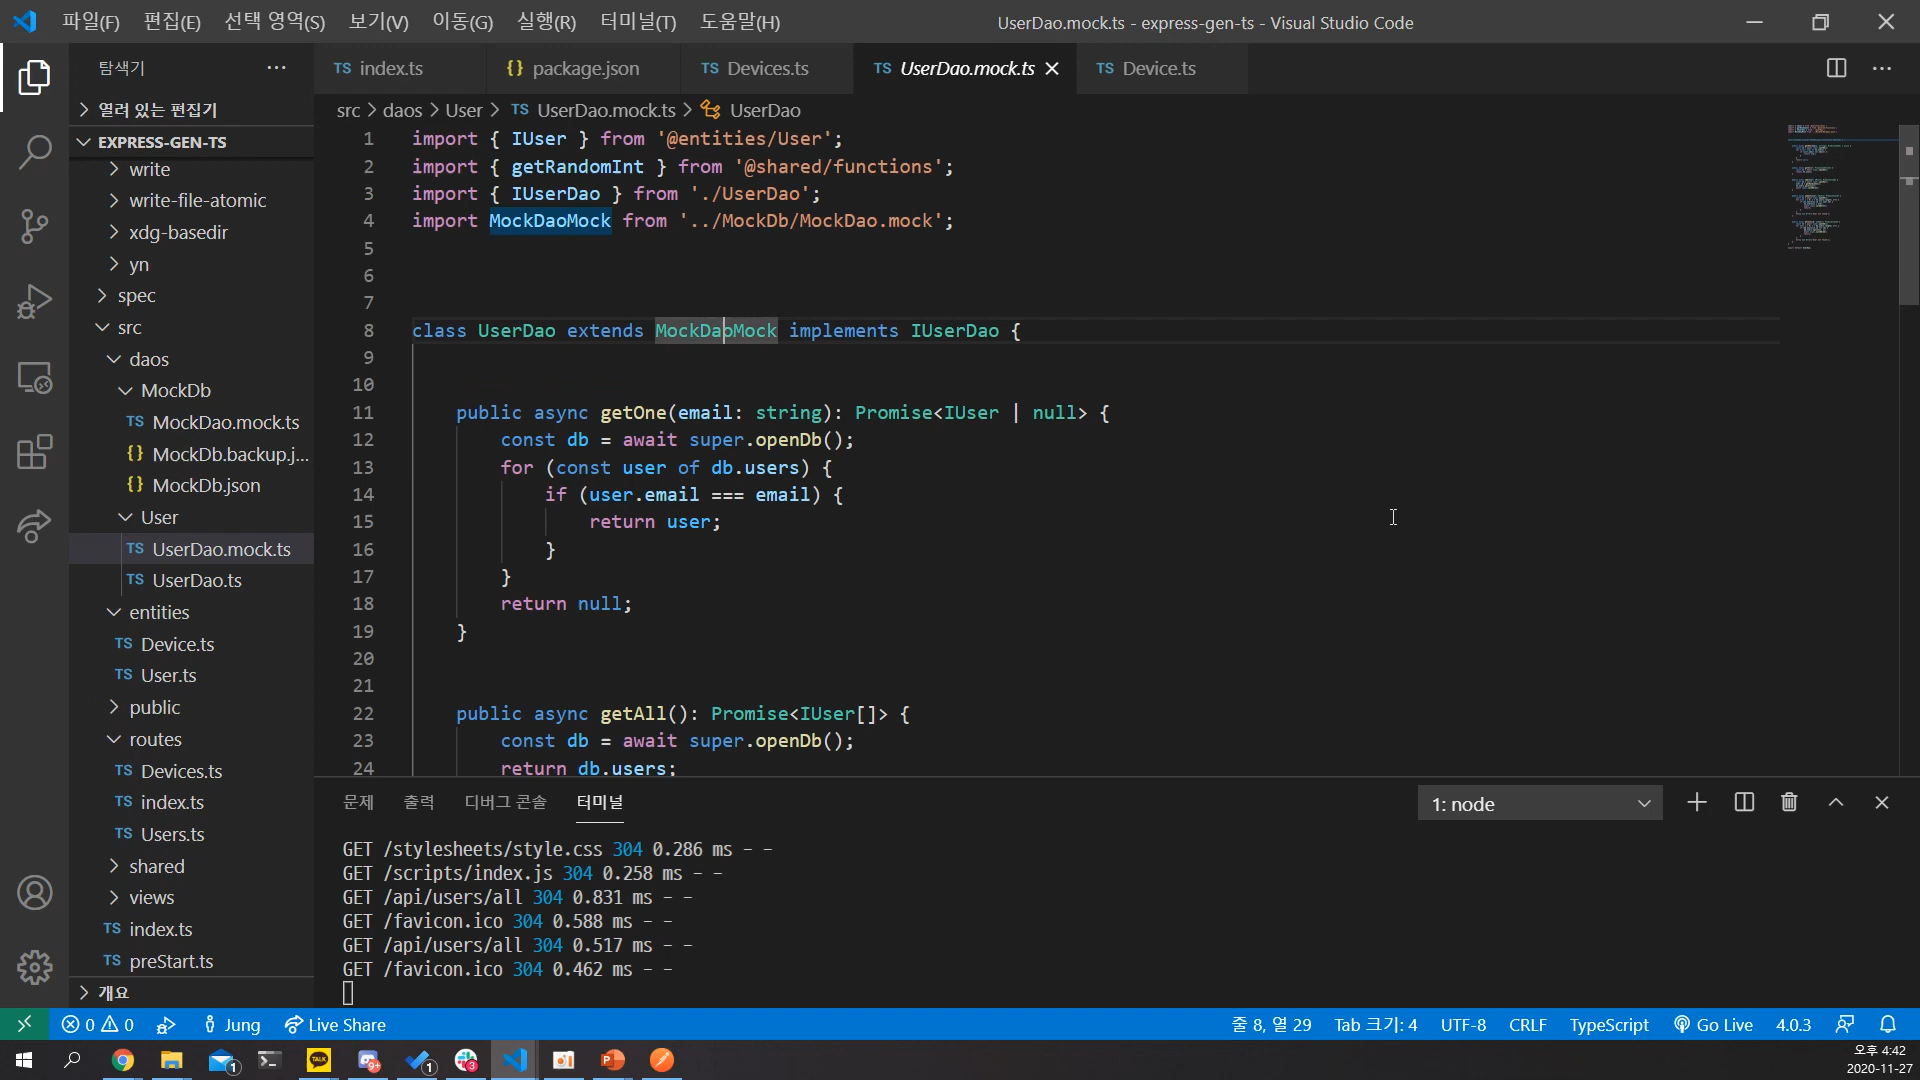 파일(F) 편집(E) 선택 영역(S) 보기(V) 이동(G) 실행(R) 터미널(T) 도움말(H)
UserDao.mock.ts - express-gen-ts - Visual Studio Code
탐색기
열려 있는 편집기
EXPRESS-GEN-TS
write
write-file-atomic
xdg-basedir
yn
spec
src
daos
MockDb
TS MockDao.mock.ts
{} MockDb.backup.j...
{} MockDb.json
User
TS UserDao.mock.ts
TS UserDao.ts
entities
TS Device.ts
TS User.ts
public
routes
TS Devices.ts
TS index.ts
TS Users.ts
shared
views
TS index.ts
TS preStart.ts
개요
TS index.ts {} package.json TS Devices.ts TS UserDao.mock.ts TS Device.ts
src > daos > User > TS UserDao.mock.ts > UserDao
1 import { IUser } from '@entities/User';
2 import { getRandomInt } from '@shared/functions';
3 import { IUserDao } from './UserDao';
4 import MockDaoMock from '../MockDb/MockDao.mock';
5
6
7
8 class UserDao extends MockDaoMock implements IUserDao {
9
10
11 public async getOne(email: string): Promise<IUser | null> {
12 const db = await super.openDb();
13 for (const user of db.users) {
14 if (user.email === email) {
15 return user;
16 }
17 }
18 return null;
19 }
20
21
22 public async getAll(): Promise<IUser[]> {
23 const db = await super.openDb();
24 return db.users;
문제 출력 디버그 콘솔 터미널
1: node
GET /stylesheets/style.css 304 0.286 ms - -
GET /scripts/index.js 304 0.258 ms - -
GET /api/users/all 304 0.831 ms - -
GET /favicon.ico 304 0.588 ms - -
GET /api/users/all 304 0.517 ms - -
GET /favicon.ico 304 0.462 ms - -
0 0 Jung Live Share
줄 8, 열 29 Tab 크기: 4 UTF-8 CRLF TypeScript Go Live 4.0.3
1 TALK 9+ 1 3 P
오후 4:42
2020-11-27